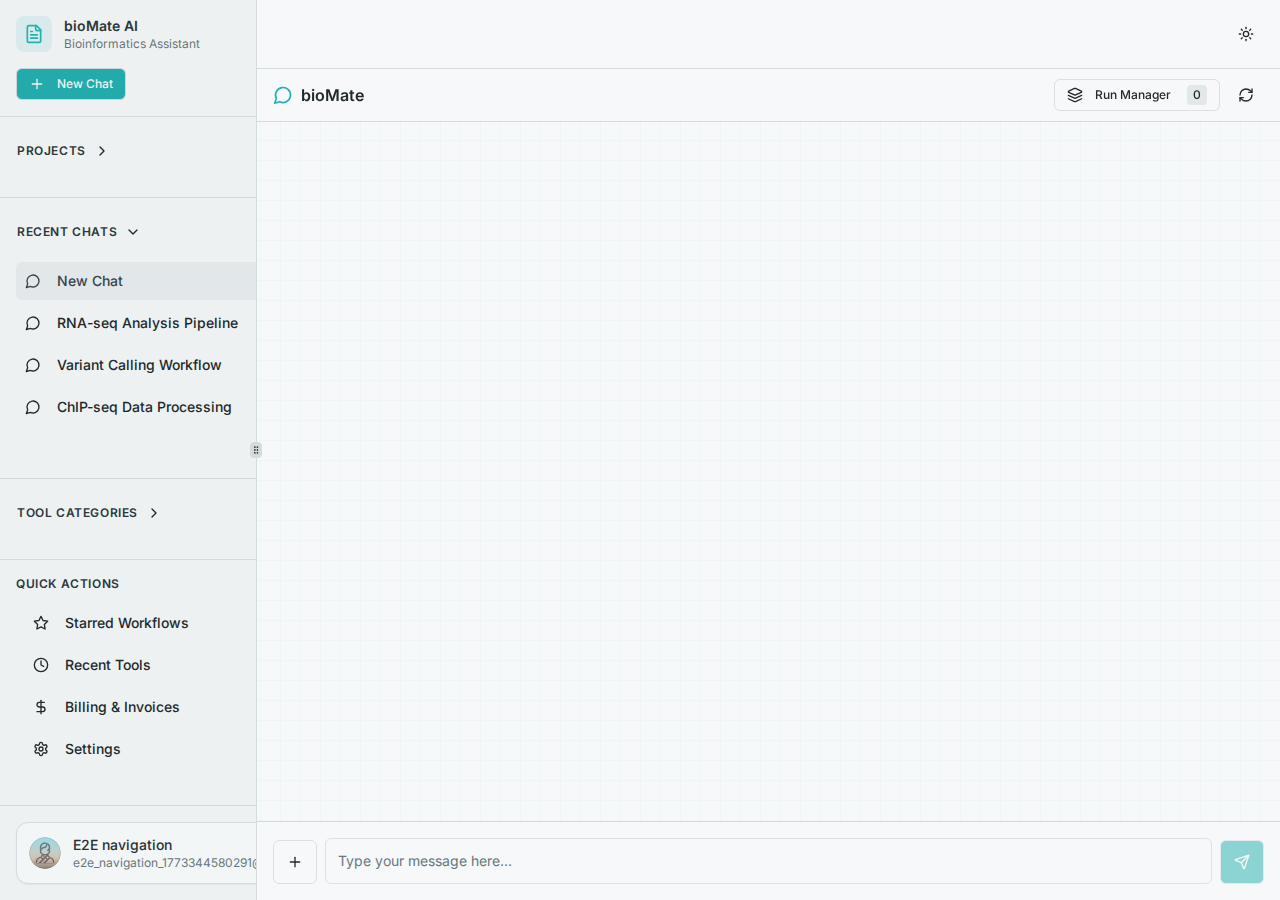 bioMate AI
Bioinformatics Assistant
New Chat
PROJECTS
RECENT CHATS
New Chat
RNA-seq Analysis Pipeline
Variant Calling Workflow
ChIP-seq Data Processing
TOOL CATEGORIES
QUICK ACTIONS
Starred Workflows
Recent Tools
Billing & Invoices
Settings
E2E navigation
e2e_navigation_1773344580291@
bioMate
Run Manager 0
Type your message here...